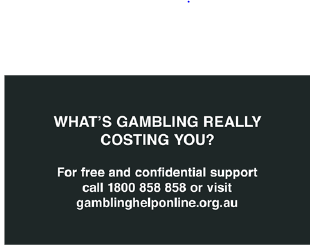 WHAT'S GAMBLING REALLY
COSTING YOU?
For free and confidential support
call 1800 858 858 or visit
gamblinghelponline.org.au